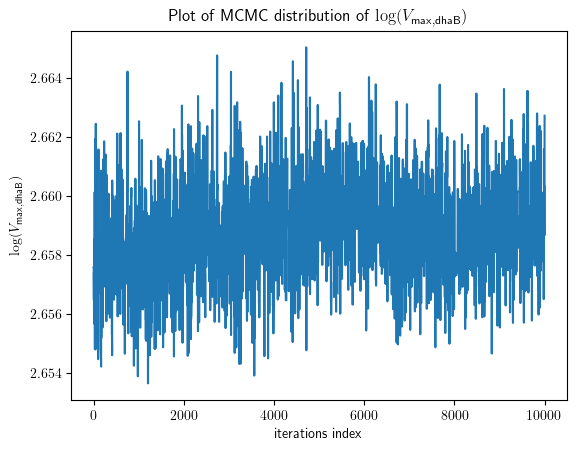 Plot of MCMC distribution of log(V_max,dhaB)
log(V_max,dhaB)
2.664
2.662
2.660
2.658
2.656
2.654
0 2000 4000 6000 8000 10000
iterations index